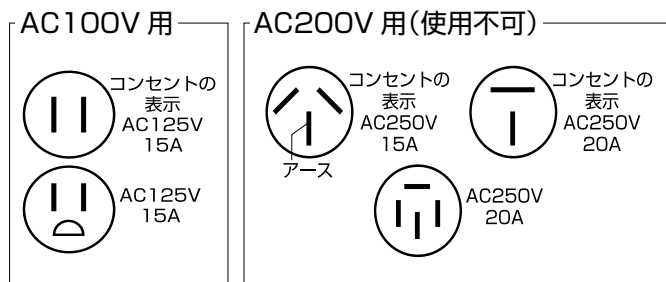 AC100V 用
コンセントの
表示
AC125V
15A
AC125V
15A
AC200V 用(使用不可)
コンセントの
表示
AC250V
15A
アース
コンセントの
表示
AC250V
20A
AC250V
20A